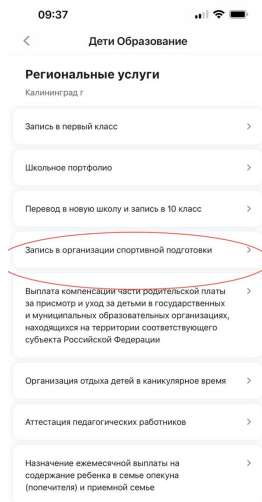 09:37
Дети Образование
Региональные услуги
Калининград г
Запись в первый класс
Школьное портфолио
Перевод в новую школу и запись в 10 класс
Запись в организации спортивной подготовки
Выплата компенсации части родительской платы
за присмотр и уход за детьми в государственных
и муниципальных образовательных организациях,
находящихся на территории соответствующего
субъекта Российской Федерации
Организация отдыха детей в каникулярное время
Аттестация педагогических работников
Назначение ежемесячной выплаты на
содержание ребенка в семье опекуна
(попечителя) и приемной семье